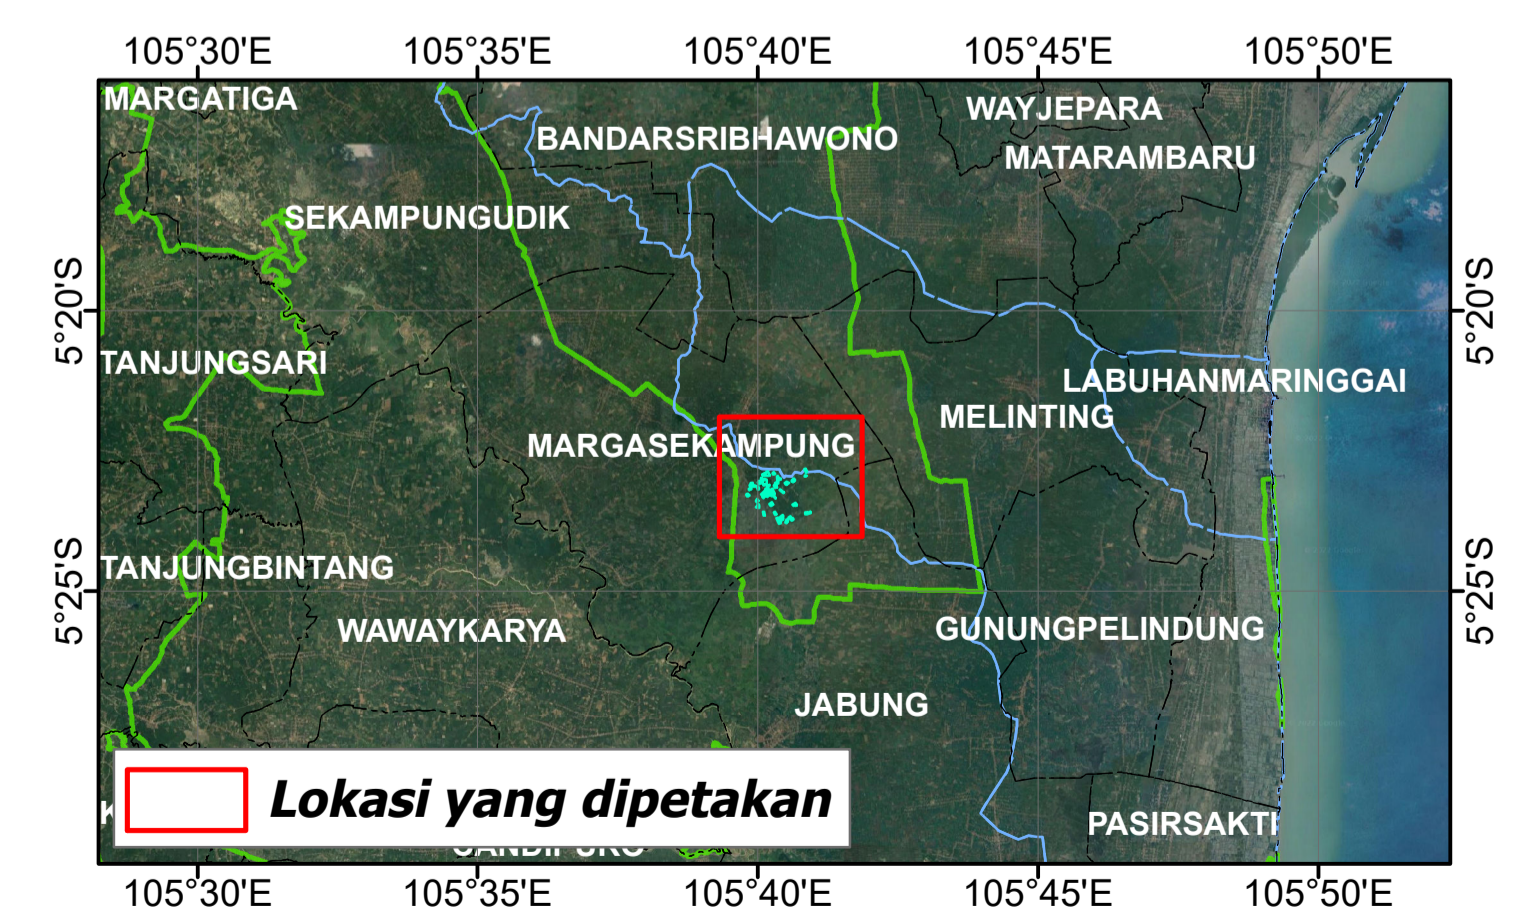 105°30'E 105°35'E 105°40'E 105°45'E 105°50'E
MARGATIGA
WAYJEPARA
BANDARSRIBHAWONO
MATARAMBARU
SEKAMPUNGUDIK
5°20'S
5°20'S
TANJUNGSARI
LABUHANMARINGGAI
MELINTING
MARGASEKAMPUNG
5°25'S
5°25'S
TANJUNGBINTANG
WAWAYKARYA
GUNUNGPELINDUNG
JABUNG
Lokasi yang dipetakan
PASIRSAKTI
105°30'E 105°35'E 105°40'E 105°45'E 105°50'E